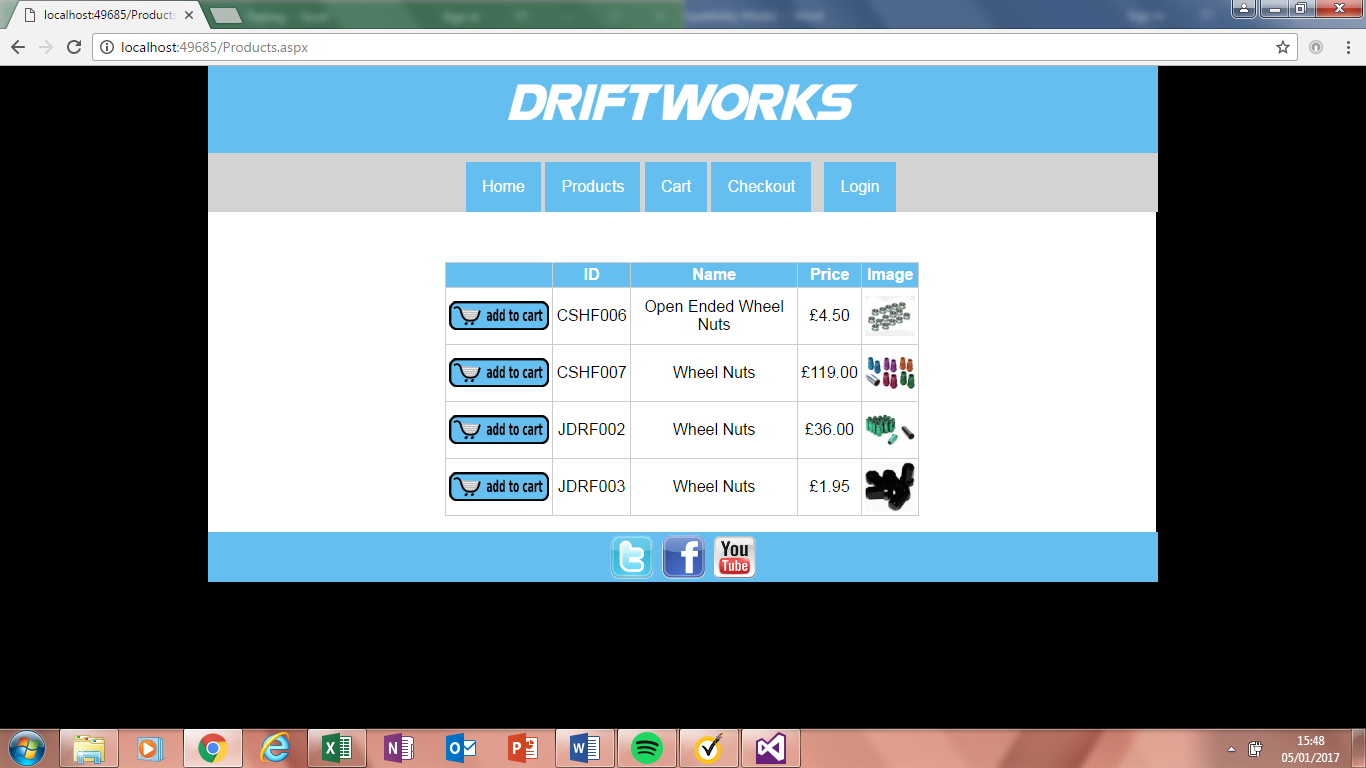 localhost:49685/Products
localhost:49685/Products.aspx
DRIFTWORKS
Home Products Cart Checkout Login
ID Name Price Image
add to cart CSHF006 Open Ended Wheel Nuts £4.50
add to cart CSHF007 Wheel Nuts £119.00
add to cart JDRF002 Wheel Nuts £36.00
add to cart JDRF003 Wheel Nuts £1.95
You
Tube
15:48
05/01/2017